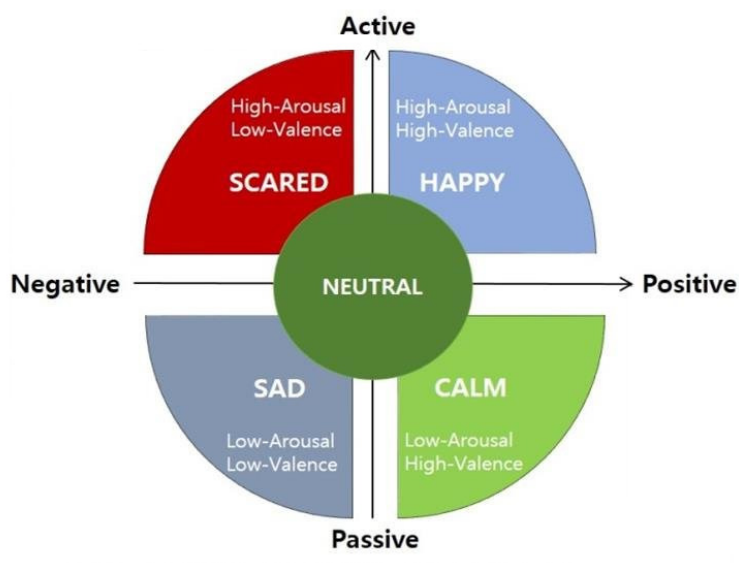 Active
High-Arousal
Low-Valence
SCARED
High-Arousal
High-Valence
HAPPY
Negative
NEUTRAL
Positive
SAD
Low-Arousal
Low-Valence
CALM
Low-Arousal
High-Valence
Passive